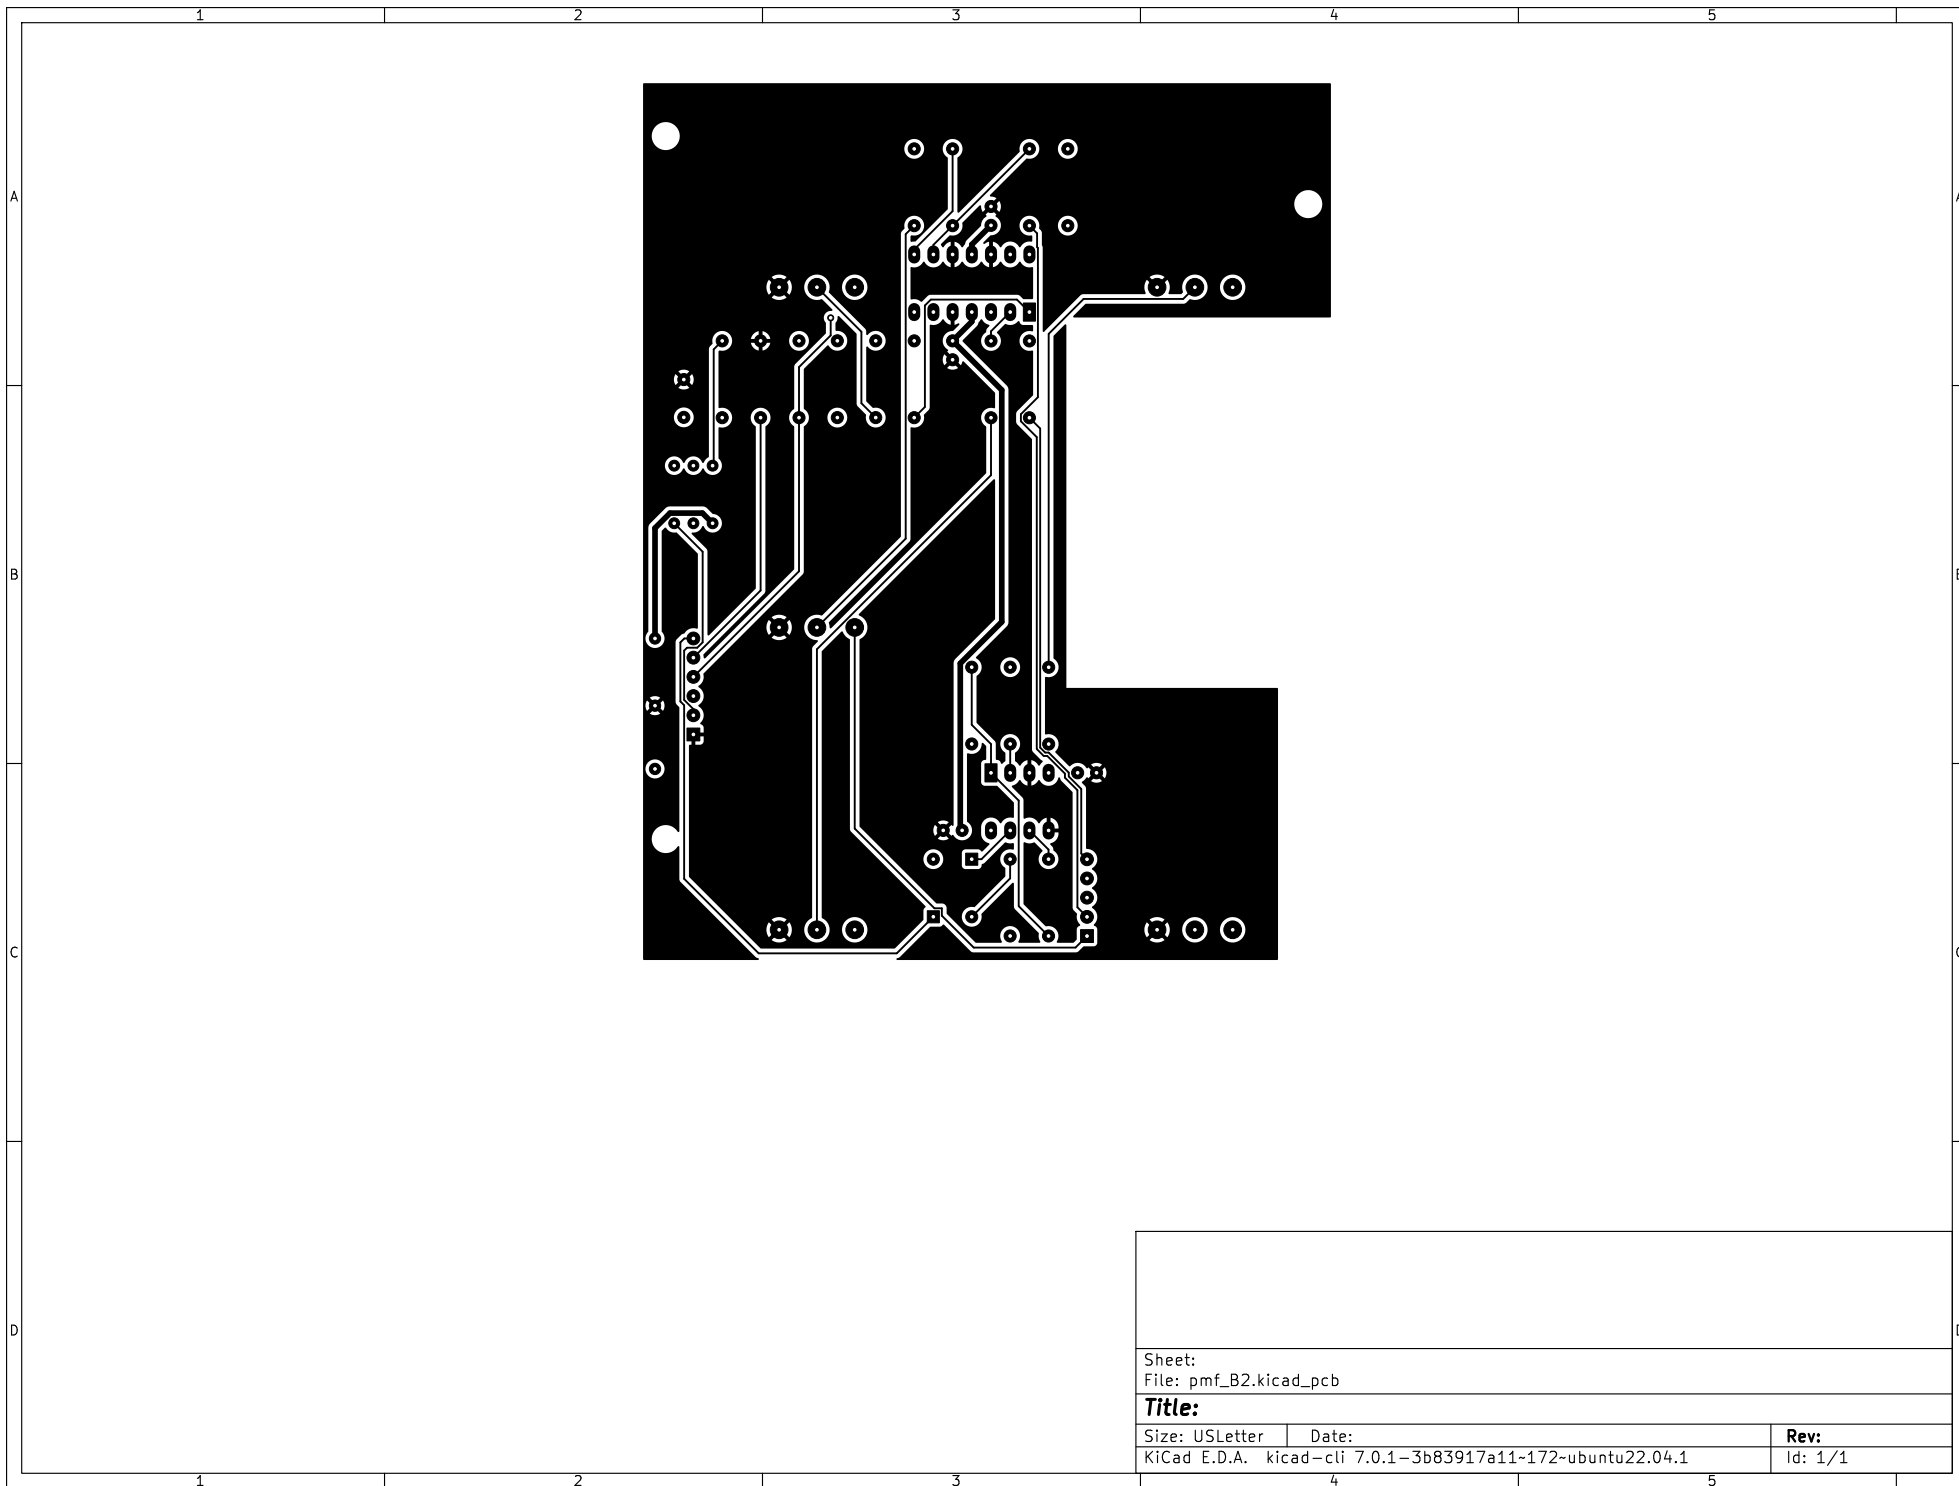 1 2 3 4 5
A A
B B
C C
D D
Sheet:
File: pmf_B2.kicad_pcb
Title:
Size: USLetter Date: Rev:
KiCad E.D.A. kicad-cli 7.0.1-3b83917a11~172~ubuntu22.04.1 Id: 1/1
1 2 3 4 5